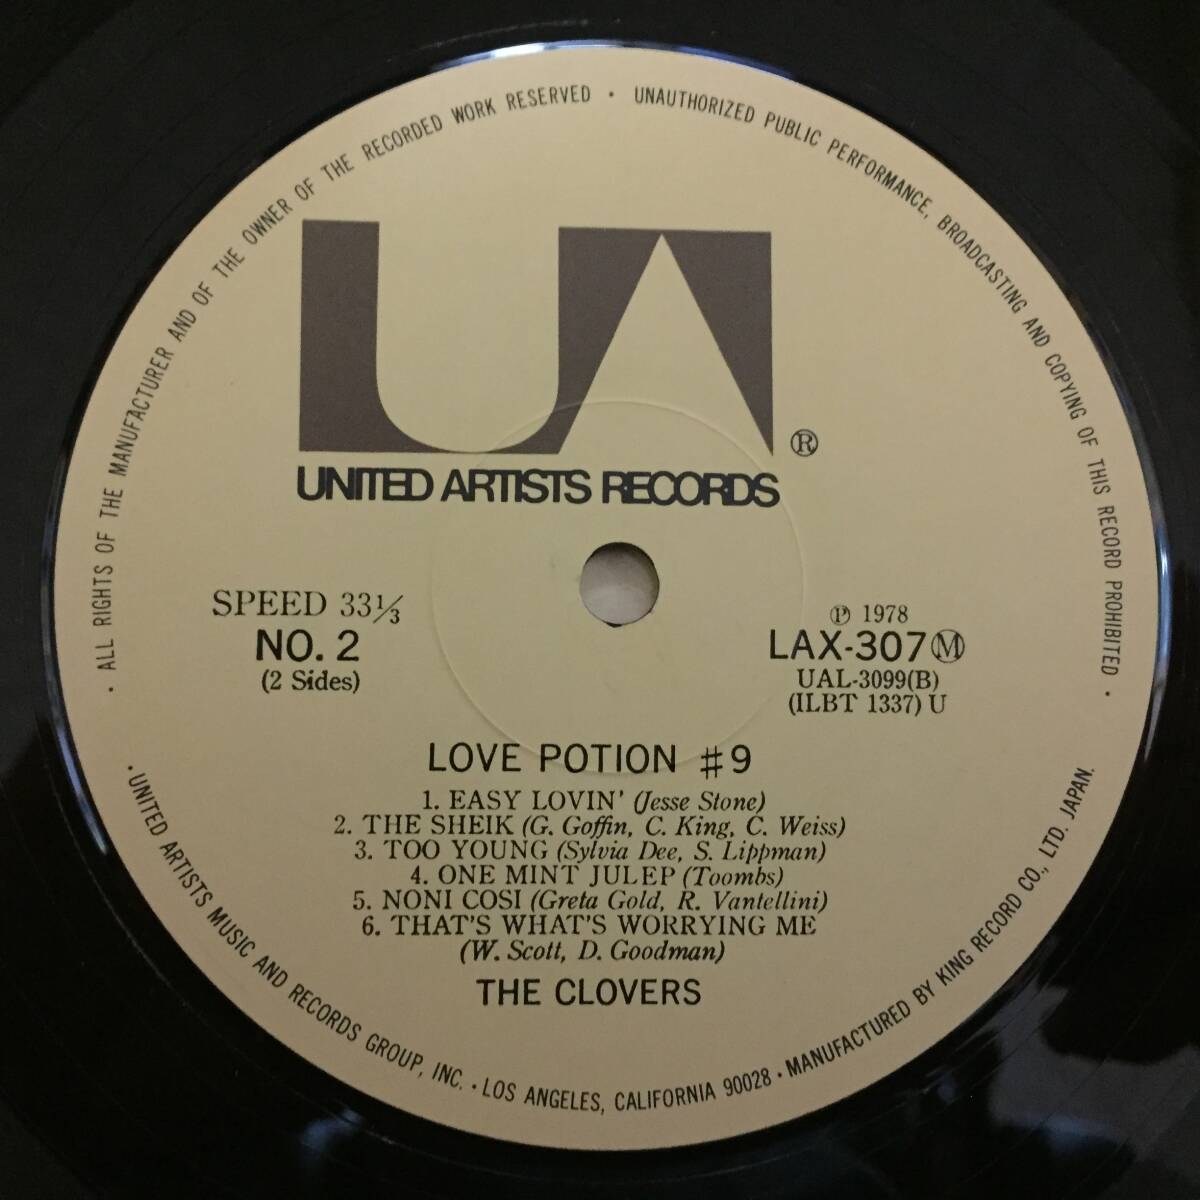 · ALL RIGHTS OF THE MANUFACTURER AND OF THE OWNER OF THE RECORDED WORK RESERVED · UNAUTHORIZED PUBLIC PERFORMANCE, BROADCASTING AND COPYING OF THIS RECORD PROHIBITED ·
UA ®
UNITED ARTISTS RECORDS
SPEED 33 1/3
NO. 2
(2 Sides)
Ⓟ 1978
LAX-307 Ⓜ
UAL-3099(B)
(ILBT 1337) U
LOVE POTION #9
1. EASY LOVIN' (Jesse Stone)
2. THE SHEIK (G. Goffin, C. King, C. Weiss)
3. TOO YOUNG (Sylvia Dee, S. Lippman)
4. ONE MINT JULEP (Toombs)
5. NONI COSI (Greta Gold, R. Vantellini)
6. THAT'S WHAT'S WORRYING ME
(W. Scott, D. Goodman)
THE CLOVERS
· UNITED ARTISTS MUSIC AND RECORDS GROUP, INC. · LOS ANGELES, CALIFORNIA 90028 · MANUFACTURED BY KING RECORD CO., LTD. JAPAN.